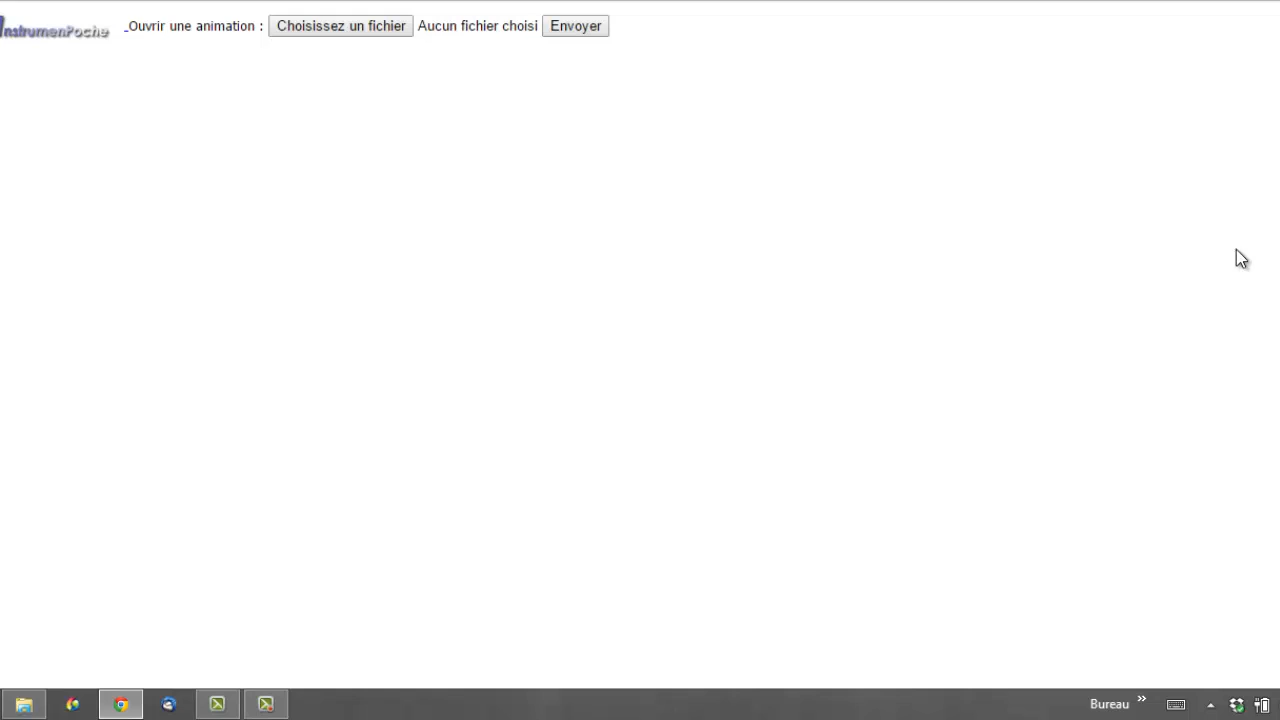 InstrumenPoche
Ouvrir une animation : Choisissez un fichier Aucun fichier choisi Envoyer
Bureau »